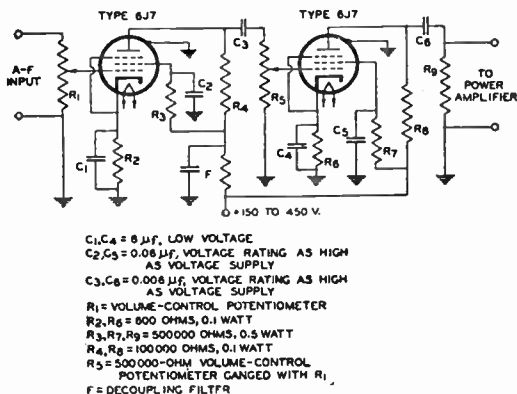 TYPE 6J7
TYPE 6J7
A-F
INPUT
R1
C1
R2
R3
C2
R4
F
C3
R5
C4
R6
C5
R7
R8
C6
R9
TO
POWER
AMPLIFIER
+150 TO 450 V.
C1,C4 = 8 μf, LOW VOLTAGE
C2,C5 = 0.06 μf, VOLTAGE RATING AS HIGH
AS VOLTAGE SUPPLY
C3,C6 = 0.006 μf, VOLTAGE RATING AS HIGH
AS VOLTAGE SUPPLY
R1 = VOLUME-CONTROL POTENTIOMETER
R2,R6 = 600 OHMS, 0.1 WATT
R3,R7,R9 = 500000 OHMS, 0.5 WATT
R4,R8 = 100000 OHMS, 0.1 WATT
R5 = 500000-OHM VOLUME-CONTROL
POTENTIOMETER GANGED WITH R1
F = DECOUPLING FILTER